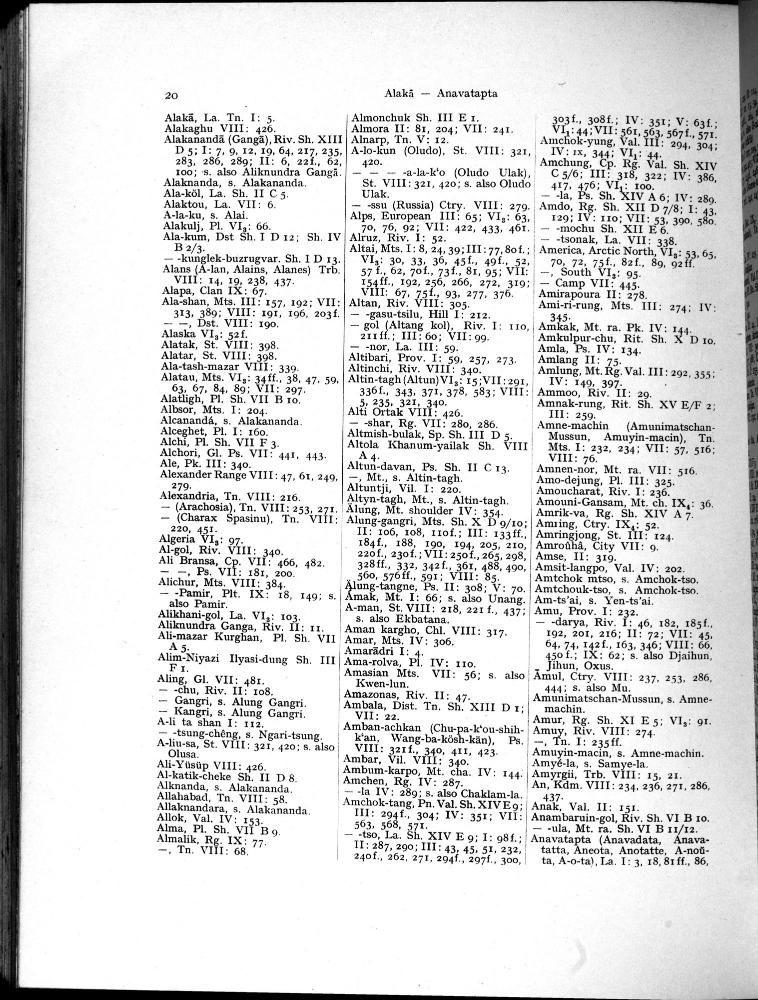 20
Alakā — Anavatapta
Alakā, La. Tn. I: 5.
Alakaghu VIII: 426.
Alakanandā (Gangā), Riv. Sh. XIII
D 5; I: 7, 9, 12, 19, 64, 217, 235,
283, 286, 289; II: 6, 22f., 62,
100; s. also Aliknundra Gangā.
Alaknanda, s. Alakananda.
Ala-köl, La. Sh. II C 5.
Alaktou, La. VII: 6.
A-la-ku, s. Alai.
Alakulj, Pl. VI₃: 66.
Ala-kum, Dst Sh. I D 12; Sh. IV
B 2/3.
— -kunglek-buzrugvar. Sh. I D 13.
Alans (A-lan, Alains, Alanes) Trb.
VIII: 14, 19, 238, 437.
Alapa, Clan IX: 67.
Ala-shan, Mts. III: 157, 192; VII:
313, 389; VIII: 191, 196, 203f.
— —, Dst. VIII: 190.
Alaska VI₃: 52f.
Alatak, St. VIII: 398.
Alatar, St. VIII: 398.
Ala-tash-mazar VIII: 339.
Alatau, Mts. VI₃: 34ff., 38, 47, 59,
63, 67, 84, 89; VII: 297.
Alatligh, Pl. Sh. VII B 10.
Albsor, Mts. I: 204.
Alcanandá, s. Alakananda.
Alceghet, Pl. I: 160.
Alchi, Pl. Sh. VII F 3.
Alchori, Gl. Ps. VII: 441, 443.
Ale, Pk. III: 340.
Alexander Range VIII: 47, 61, 249,
279.
Alexandria, Tn. VIII: 216.
— (Arachosia), Tn. VIII: 253, 271.
— (Charax Spasinu), Tn. VIII:
220, 451.
Algeria VI₃: 97.
Al-gol, Riv. VIII: 340.
Ali Bransa, Cp. VII: 466, 482.
— —, Ps. VII: 181, 200.
Alichur, Mts. VIII: 384.
— -Pamir, Plt. IX: 18, 149; s.
also Pamir.
Alikhani-gol, La. VI₂: 103.
Aliknundra Ganga, Riv. II: 11.
Ali-mazar Kurghan, Pl. Sh. VII
A 5.
Alim-Niyazi Ilyasi-dung Sh. III
F 1.
Aling, Gl. VII: 481.
— -chu, Riv. II: 108.
— Gangri, s. Alung Gangri.
— Kangri, s. Alung Gangri.
A-li ta shan I: 112.
— -tsung-chêng, s. Ngari-tsung.
A-liu-sa, St. VIII: 321, 420; s. also
Olusa.
Ali-Yüsüp VIII: 426.
Al-katik-cheke Sh. II D 8.
Alknanda, s. Alakananda.
Allahabad, Tn. VIII: 58.
Allaknandara, s. Alakananda.
Allok, Val. IV: 153.
Alma, Pl. Sh. VII B 9.
Almalik, Rg. IX: 77.
—, Tn. VIII: 68.
Almonchuk Sh. III E 1.
Almora II: 81, 204; VII: 241.
Alnarp, Tn. V: 12.
A-lo-kun (Oludo), St. VIII: 321,
420.
— — — -a-la-k'o (Oludo Ulak),
St. VIII: 321, 420; s. also Oludo
Ulak.
— -ssu (Russia) Ctry. VIII: 279.
Alps, European III: 65; VI₃: 63,
70, 76, 92; VII: 422, 433, 461.
Alruz, Riv. I: 52.
Altai, Mts. I: 8, 24, 39; III: 77, 80f.;
VI₃: 30, 33, 36, 45f., 49f., 52,
57f., 62, 70f., 73f., 81, 95; VII:
154ff., 192, 256, 266, 272, 319;
VIII: 67, 75f., 93, 277, 376.
Altan, Riv. VIII: 305.
— -gasu-tsilu, Hill I: 212.
— gol (Altang kol), Riv. I: 110,
211ff.; III: 60; VII: 99.
— -nor, La. III: 59.
Altibari, Prov. I: 59, 257, 273.
Altinchi, Riv. VIII: 340.
Altin-tagh (Altun) VI₃: 15; VII: 291,
336f., 343, 371, 378, 583; VIII:
5, 235, 321, 340.
Alti Ortak VIII: 426.
— -shar, Rg. VII: 280, 286.
Altmish-bulak, Sp. Sh. III D 5.
Altola Khanum-yailak Sh. VIII
A 4.
Altun-davan, Ps. Sh. II C 13.
—, Mt., s. Altin-tagh.
Altuntji, Vil. I: 220.
Altyn-tagh, Mt., s. Altin-tagh.
Ālung, Mt. shoulder IV: 354.
Alung-gangri, Mts. Sh. X D 9/10;
II: 106, 108, 110f.; III: 133ff.,
184f., 188, 190, 194, 205, 210,
220f., 230f.; VII: 250f., 265, 298,
328ff., 332, 342f., 361, 488, 490,
560, 576ff., 591; VIII: 85.
Ālung-tangne, Ps. II: 308; V: 70.
Amak, Mt. I: 66; s. also Unang.
A-man, St. VIII: 218, 221f., 437;
s. also Ekbatana.
Aman kargho, Chl. VIII: 317.
Amar, Mts. IV: 306.
Amarādri I: 4.
Ama-rolva, Pl. IV: 110.
Amasian Mts. VII: 56; s. also
Kwen-lun.
Amazonas, Riv. II: 47.
Ambala, Dist. Tn. Sh. XIII D 1;
VII: 22.
Amban-achkan (Chu-pa-k'ou-shih-
k'an, Wang-ba-kösh-kän), Ps.
VIII: 321f., 340, 411, 423.
Ambar, Vil. VIII: 340.
Ambum-karpo, Mt. cha. IV: 144.
Amchen, Rg. IV: 287.
— -la IV: 289; s. also Chaklam-la.
Amchok-tang, Pn. Val. Sh. XIV E 9;
III: 294f., 304; IV: 351; VII:
563, 568, 571.
— -tso, La. Sh. XIV E 9; I: 98f.;
II: 287, 290; III: 43, 45, 51, 232,
240f., 262, 271, 294f., 297f., 300,
303f., 308f.; IV: 351; V: 63f.;
VI₁: 44; VII: 561, 563, 567f., 571.
Amchok-yung, Val. III: 294, 304;
IV: IX, 344; VI₁: 44.
Amchung, Cp. Rg. Val. Sh. XIV
C 5/6; III: 318, 322; IV: 386,
417, 476; VI₁: 100.
— -la, Ps. Sh. XIV A 6; IV: 289.
Amdo, Rg. Sh. XII D 7/8; I: 43,
129; IV: 110; VII: 53, 390, 580.
— -mochu Sh. XII E 6.
— -tsonak, La. VII: 338.
America, Arctic North, VI₃: 53, 65,
70, 72, 75f., 82f., 89, 92ff.
—, South VI₃: 95.
— Camp VII: 445.
Amirapoura II: 278.
Ami-ri-rung, Mts. III: 274; IV:
345.
Amkak, Mt. ra. Pk. IV: 144.
Amkulpur-chu, Rit. Sh. X D 10.
Amla, Ps. IV: 134.
Amlang II: 75.
Amlung, Mt. Rg. Val. III: 292, 355;
IV: 149, 397.
Ammoo, Riv. II: 29.
Amnak-rung, Rit. Sh. XV E/F 2;
III: 259.
Amne-machin (Amunimatschan-
Mussun, Amuyin-macin), Tn.
Mts. I: 232, 234; VII: 57, 516;
VIII: 76.
Amnen-nor, Mt. ra. VII: 516.
Amo-dejung, Pl. III: 325.
Amoucharat, Riv. I: 236.
Amouni-Gansam, Mt. ch. IX₄: 36.
Amrik-va, Rg. Sh. XIV A 7.
Amring, Ctry. IX₄: 52.
Amringjong, St. III: 124.
Amroûhâ, City VII: 9.
Amse, II: 319.
Amsit-langpo, Val. IV: 202.
Amtchok mtso, s. Amchok-tso.
Amtchouk-tso, s. Amchok-tso.
Am-ts'ai, s. Yen-ts'ai.
Amu, Prov. I: 232.
— -darya, Riv. I: 46, 182, 185f.,
192, 201, 216; II: 72; VII: 45,
64, 74, 142f., 163, 346; VIII: 66,
450f.; IX: 62; s. also Djaihun,
Jihun, Oxus.
Āmul, Ctry. VIII: 237, 253, 286,
444; s. also Mu.
Amunimatschan-Mussun, s. Amne-
machin.
Amur, Rg. Sh. XI E 5; VI₃: 91.
Amuy, Riv. VIII: 274.
—, Tn. I: 235ff.
Amuyin-macin, s. Amne-machin.
Amyé-la, s. Samye-la.
Amyrgii, Trb. VIII: 15, 21.
An, Kdm. VIII: 234, 236, 271, 286,
437.
Anak, Val. II: 151.
Anambaruin-gol, Riv. Sh. VI B 10.
— -ula, Mt. ra. Sh. VI B 11/12.
Anavatapta (Anavadata, Anava-
tatta, Aneota, Anotatte, A-noü-
ta, A-o-ta), La. I: 3, 18, 81ff., 86,